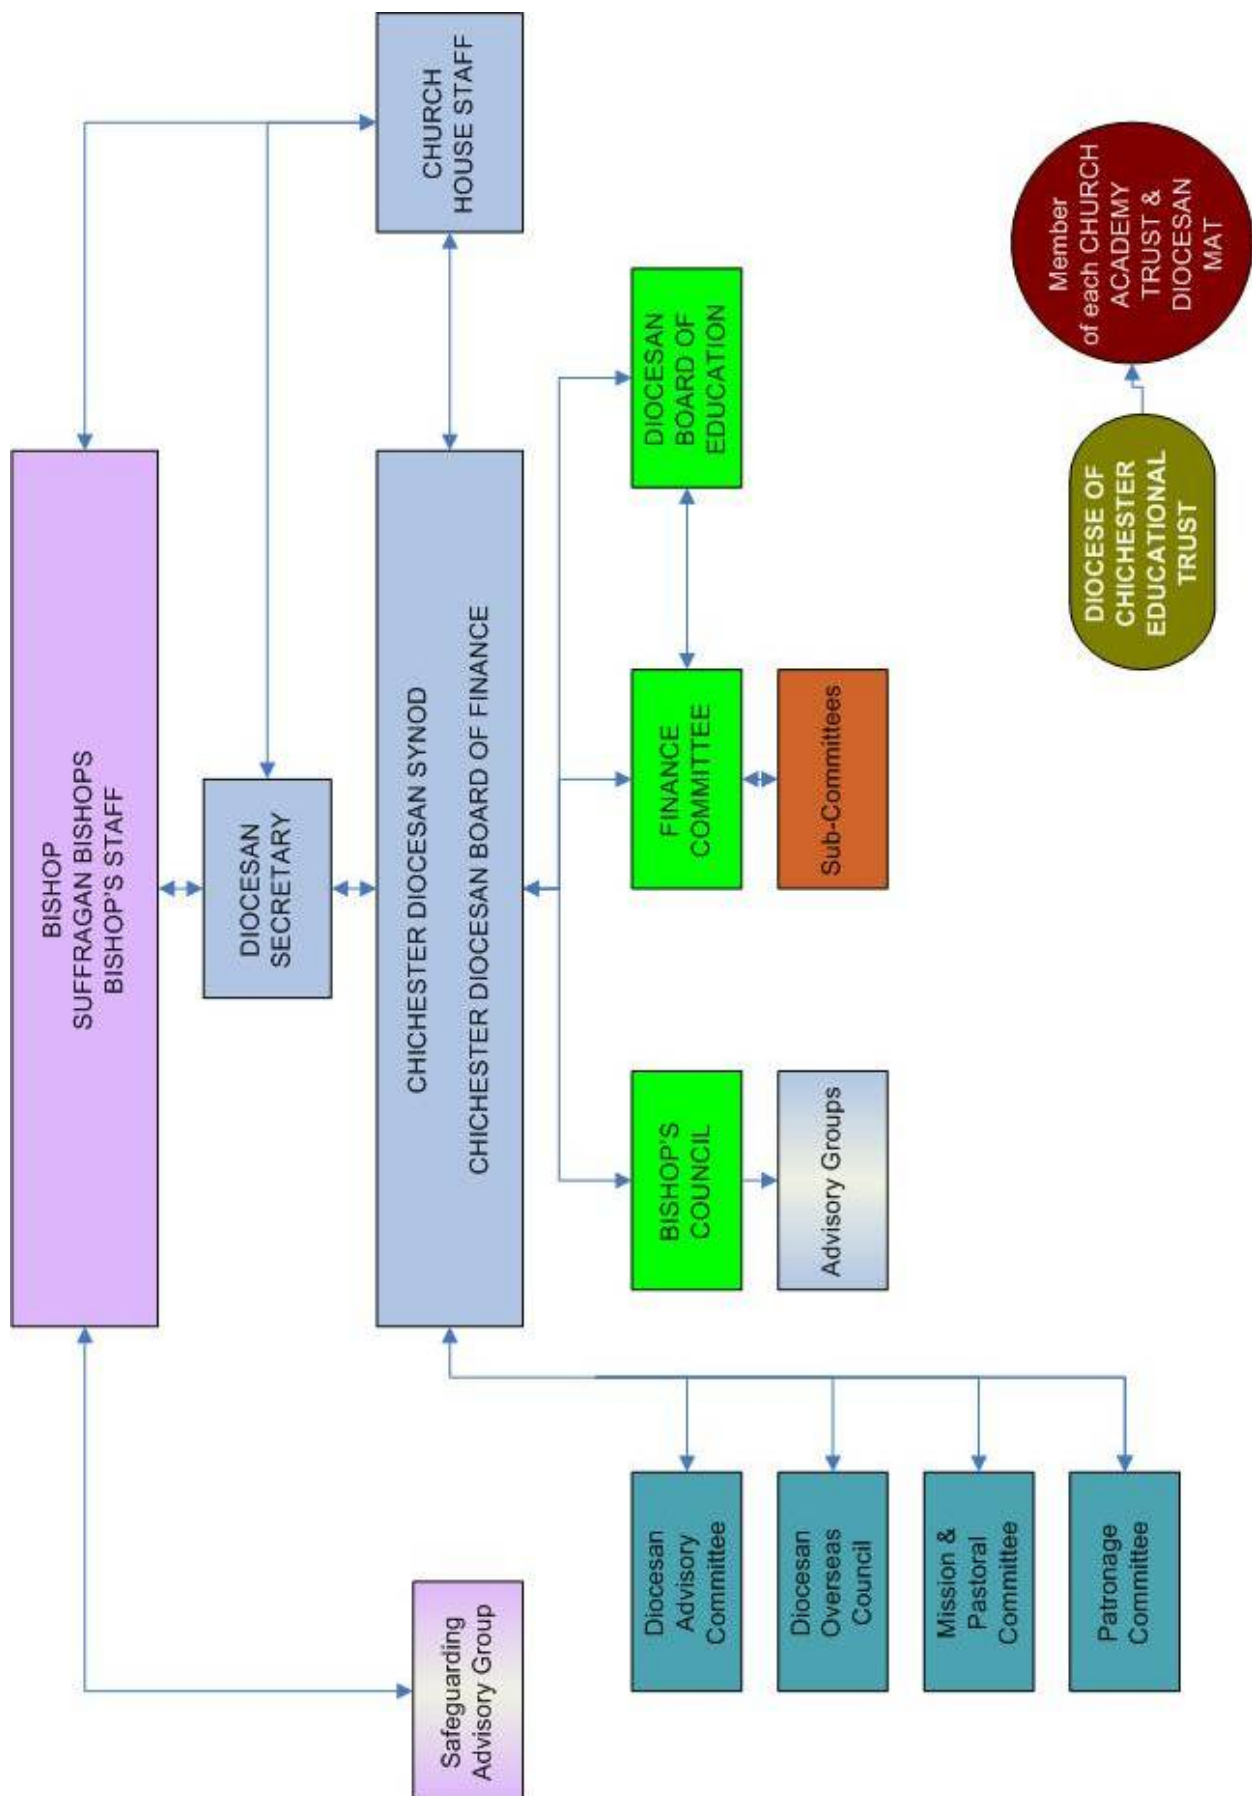 BISHOP
SUFFRAGAN BISHOPS
BISHOP'S STAFF
DIOCESAN
SECRETARY
CHURCH
HOUSE STAFF
CHICHESTER DIOCESAN SYNOD
CHICHESTER DIOCESAN BOARD OF FINANCE
Safeguarding
Advisory Group
BISHOP'S
COUNCIL
FINANCE
COMMITTEE
DIOCESAN
BOARD OF
EDUCATION
Advisory Groups
Sub-Committees
Diocesan
Advisory
Committee
Diocesan
Overseas
Council
Mission &
Pastoral
Committee
Patronage
Committee
DIOCESE OF
CHICHESTER
EDUCATIONAL
TRUST
Member
of each CHURCH
ACADEMY
TRUST &
DIOCESAN
MAT